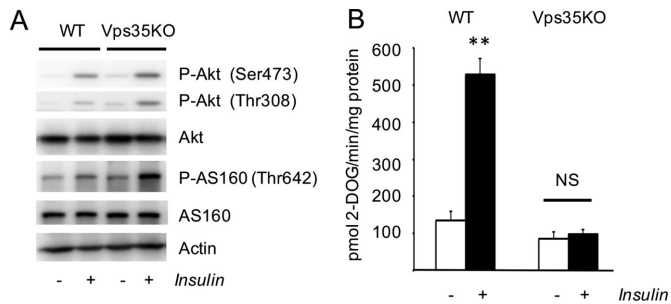 A
WT Vps35KO
P-Akt (Ser473)
P-Akt (Thr308)
Akt
P-AS160 (Thr642)
AS160
Actin
- + - + Insulin
B
WT Vps35KO
pmol 2-DOG/min/mg protein
600
500
400
300
200
100
**
NS
- + - + Insulin